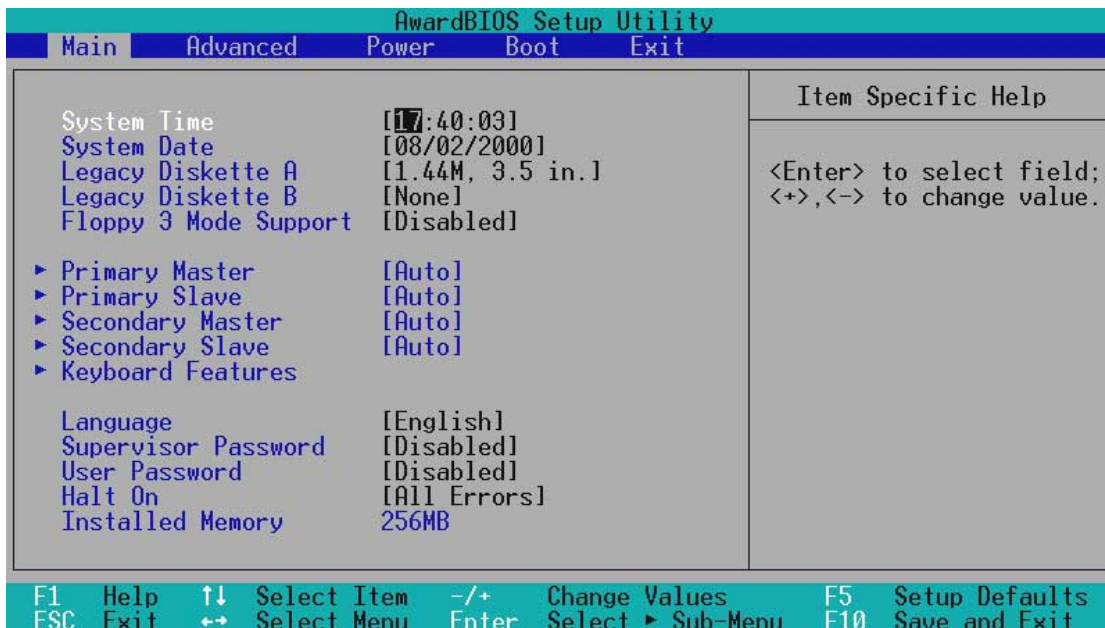 AwardBIOS Setup Utility
Main Advanced Power Boot Exit
Item Specific Help
System Time [17:40:03]
System Date [08/02/2000]
Legacy Diskette A [1.44M, 3.5 in.]
Legacy Diskette B [None]
Floppy 3 Mode Support [Disabled]
<Enter> to select field;
<+>,<-> to change value.
► Primary Master [Auto]
► Primary Slave [Auto]
► Secondary Master [Auto]
► Secondary Slave [Auto]
► Keyboard Features
Language [English]
Supervisor Password [Disabled]
User Password [Disabled]
Halt On [All Errors]
Installed Memory 256MB
F1 Help ↑↓ Select Item -/+ Change Values F5 Setup Defaults
ESC Exit ←→ Select Menu Enter Select ► Sub-Menu F10 Save and Exit